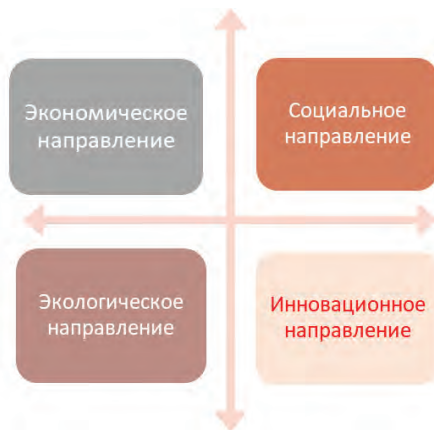 Экономическое
направление
Социальное
направление
Экологическое
направление
Инновационное
направление